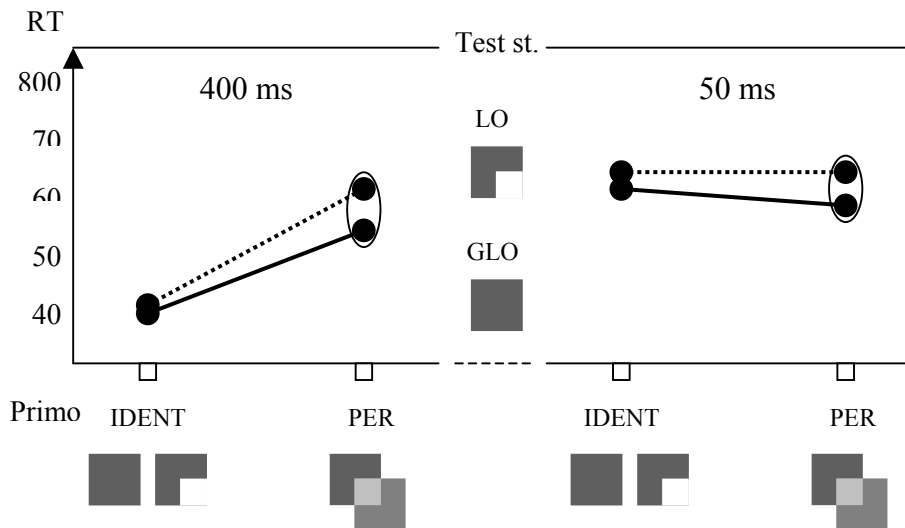 RT
Test st.
800
400 ms
50 ms
70
LO
60
50
GLO
40
Primo
IDENT
PER
IDENT
PER